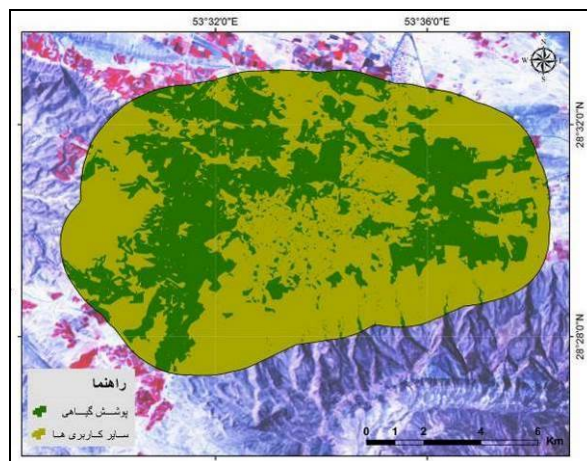 53°32'0"E 53°36'0"E
N
W E
S
28°32'0"N
28°28'0"N
راهنما
پوشش گیاهی
سایر کاربری ها
0 1 2 4 6
Km